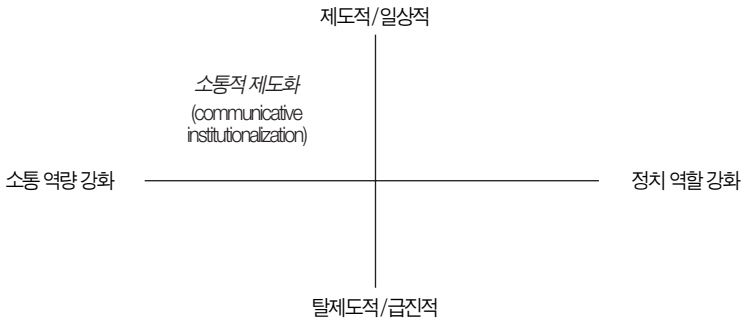 제도적/일상적
소통적 제도화
(communicative
institutionalization)
소통 역량 강화
정치 역할 강화
탈제도적/급진적